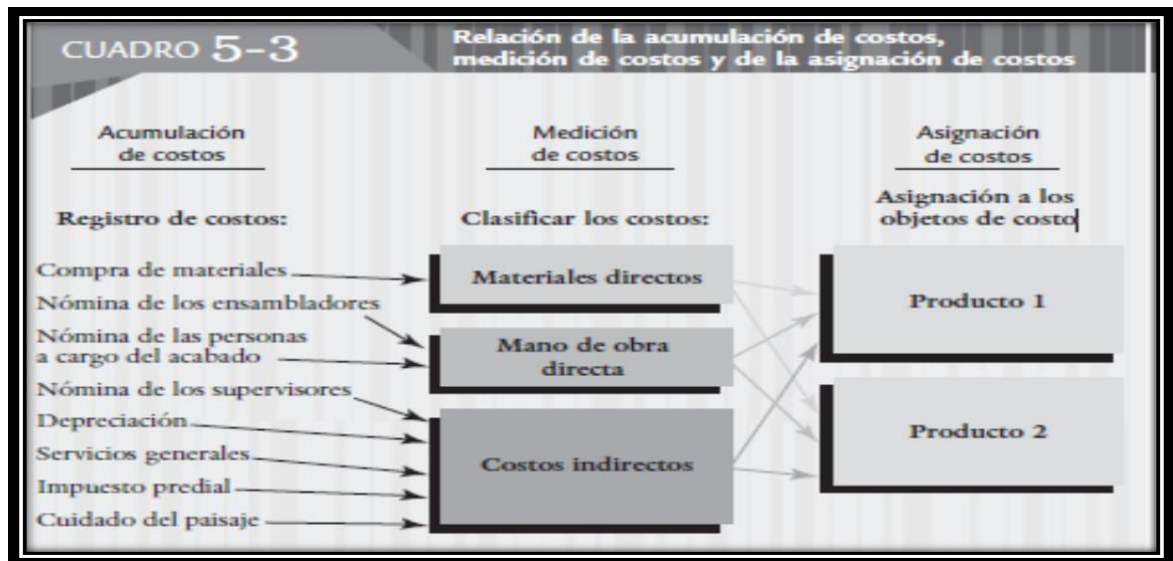 CUADRO 5-3
Relación de la acumulación de costos,
medición de costos y de la asignación de costos
Acumulación
de costos
Registro de costos:
Compra de materiales
Nómina de los ensambladores
Nómina de las personas
a cargo del acabado
Nómina de los supervisores
Depreciación
Servicios generales
Impuesto predial
Cuidado del paisaje
Medición
de costos
Clasificar los costos:
Materiales directos
Mano de obra
directa
Costos indirectos
Asignación
de costos
Asignación a los
objetos de costo
Producto 1
Producto 2